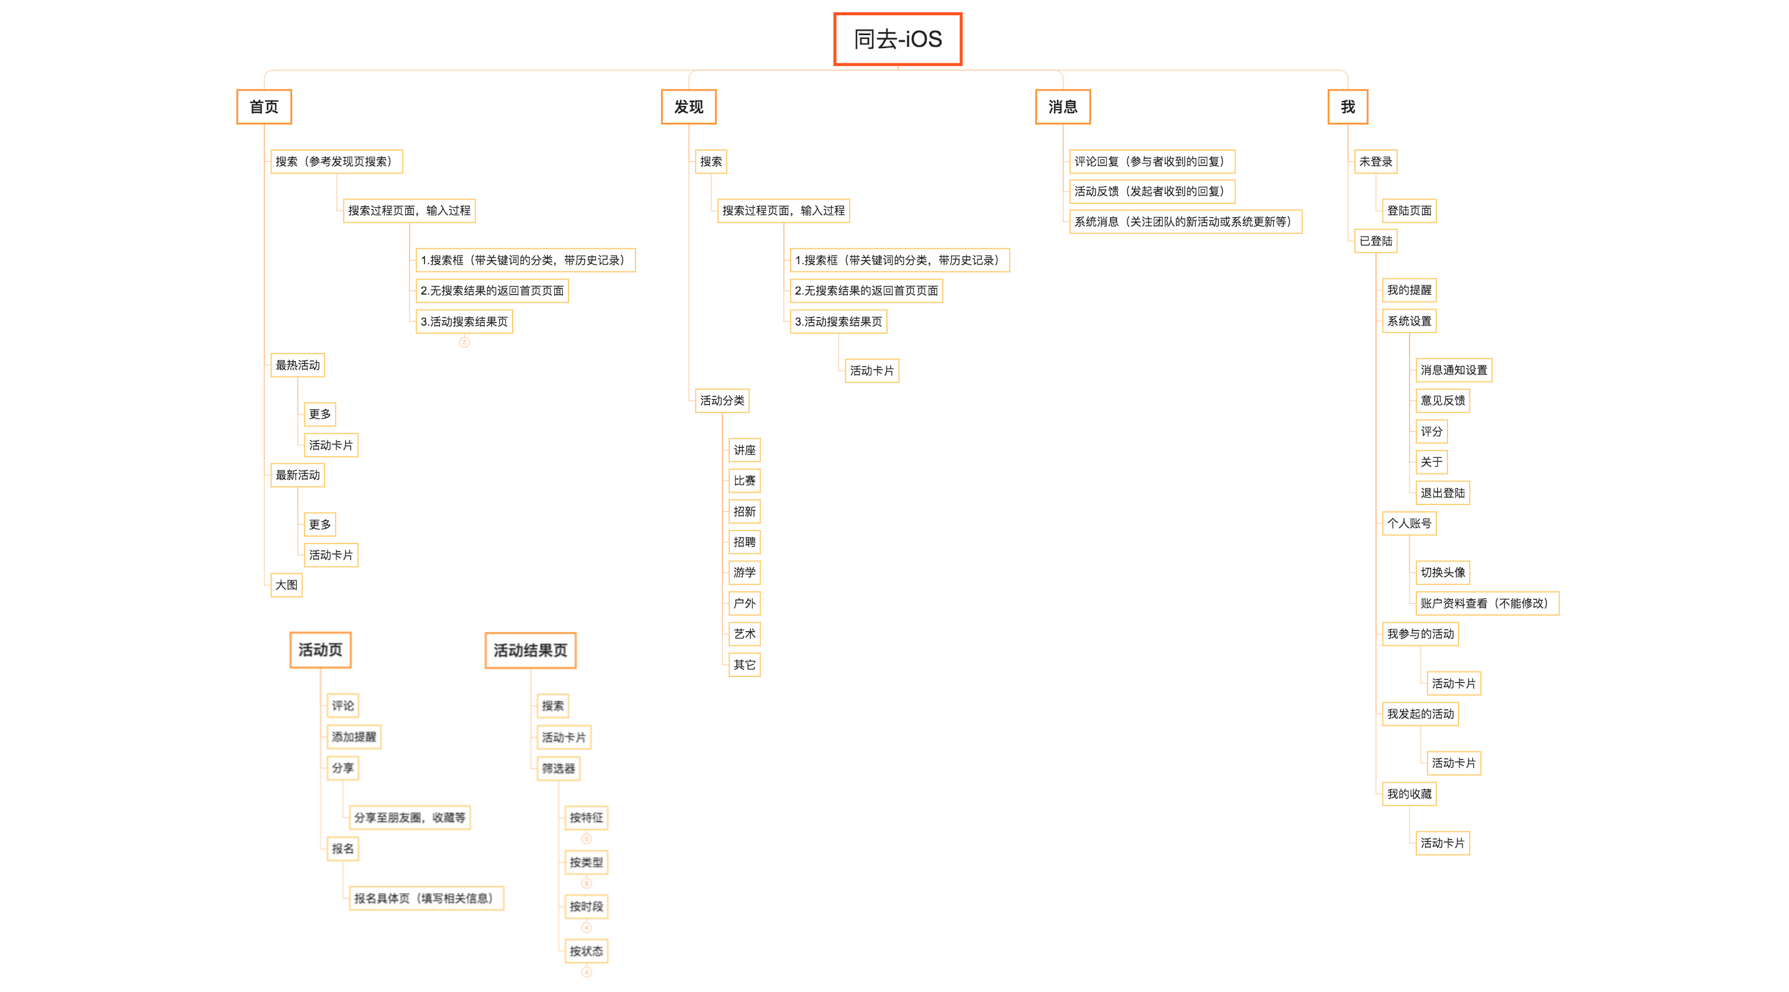 同去-iOS
首页
搜索（参考发现页搜索）
搜索过程页面，输入过程
1.搜索框（带关键词的分类，带历史记录）
2.无搜索结果的返回首页页面
3.活动搜索结果页
最热活动
更多
活动卡片
最新活动
更多
活动卡片
大图
发现
搜索
搜索过程页面，输入过程
1.搜索框（带关键词的分类，带历史记录）
2.无搜索结果的返回首页页面
3.活动搜索结果页
活动卡片
活动分类
讲座
比赛
招新
招聘
游学
户外
艺术
其它
消息
评论回复（参与者收到的回复）
活动反馈（发起者收到的回复）
系统消息（关注团队的新活动或系统更新等）
我
未登录
登陆页面
已登陆
我的提醒
系统设置
消息通知设置
意见反馈
评分
关于
退出登陆
个人账号
切换头像
账户资料查看（不能修改）
我参与的活动
活动卡片
我发起的活动
活动卡片
我的收藏
活动卡片
活动页
评论
添加提醒
分享
分享至朋友圈，收藏等
报名
报名具体页（填写相关信息）
活动结果页
搜索
活动卡片
筛选器
按特征
按类型
按时段
按状态